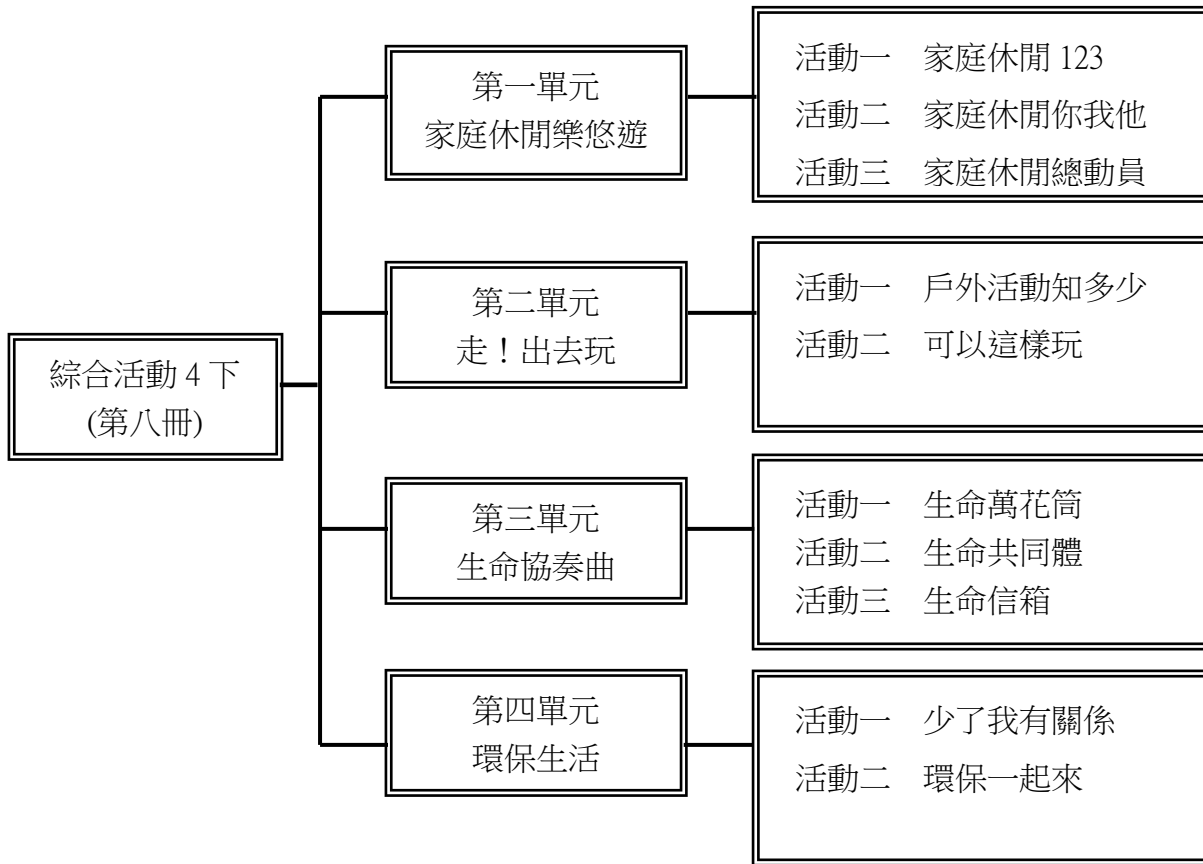 綜合活動 4 下
(第八冊)
第一單元
家庭休閒樂悠遊
活動一　家庭休閒 123
活動二　家庭休閒你我他
活動三　家庭休閒總動員
第二單元
走！出去玩
活動一　戶外活動知多少
活動二　可以這樣玩
第三單元
生命協奏曲
活動一　生命萬花筒
活動二　生命共同體
活動三　生命信箱
第四單元
環保生活
活動一　少了我有關係
活動二　環保一起來